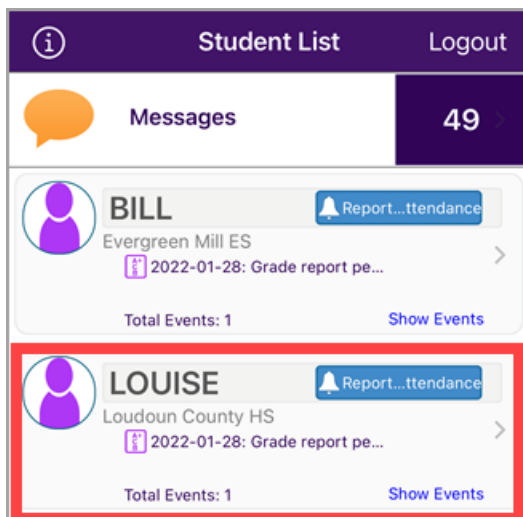 Student List Logout
Messages 49
BILL Report...ttendance
Evergreen Mill ES
2022-01-28: Grade report pe...
Total Events: 1 Show Events
LOUISE Report...ttendance
Loudoun County HS
2022-01-28: Grade report pe...
Total Events: 1 Show Events